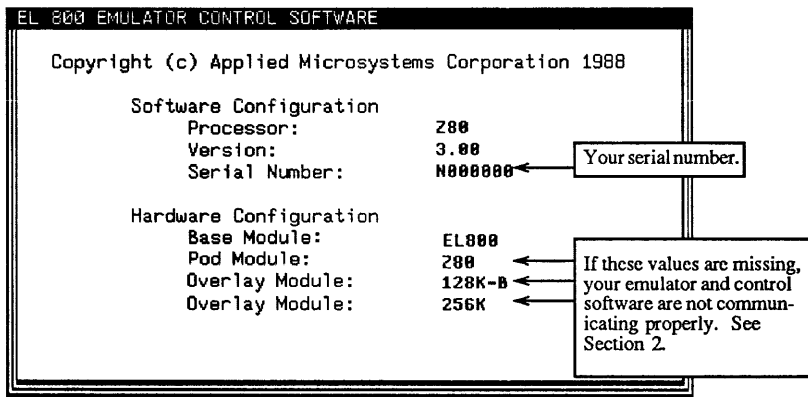 EL 800 EMULATOR CONTROL SOFTWARE
Copyright (c) Applied Microsystems Corporation 1988
Software Configuration
Processor: Z80
Version: 3.00
Serial Number: N000000
Your serial number.
Hardware Configuration
Base Module: EL800
Pod Module: Z80
Overlay Module: 128K-B
Overlay Module: 256K
If these values are missing,
your emulator and control
software are not commun-
icating properly. See
Section 2.